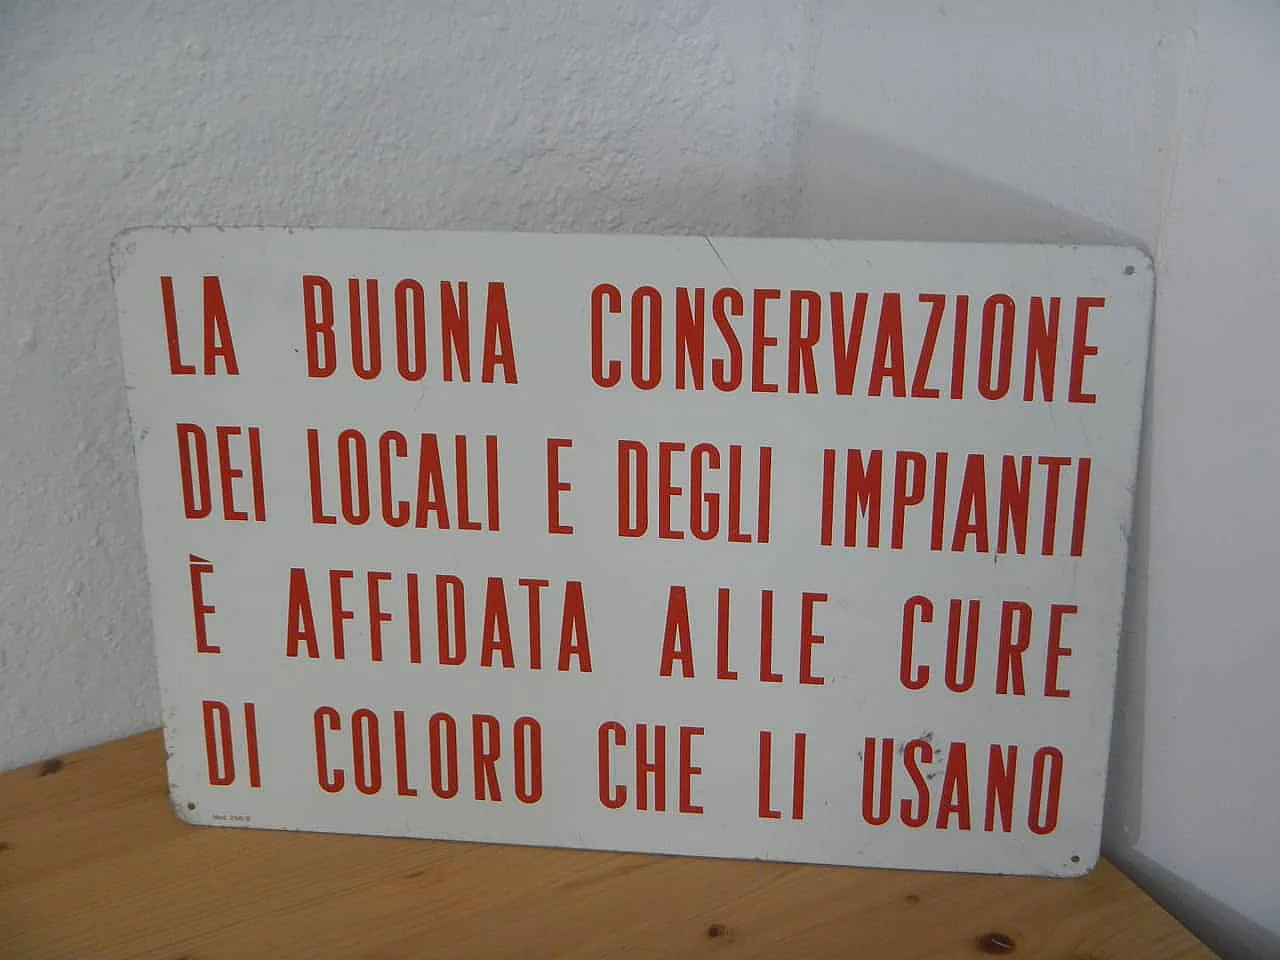 LA BUONA CONSERVAZIONE
DEI LOCALI E DEGLI IMPIANTI
È AFFIDATA ALLE CURE
DI COLORO CHE LI USANO